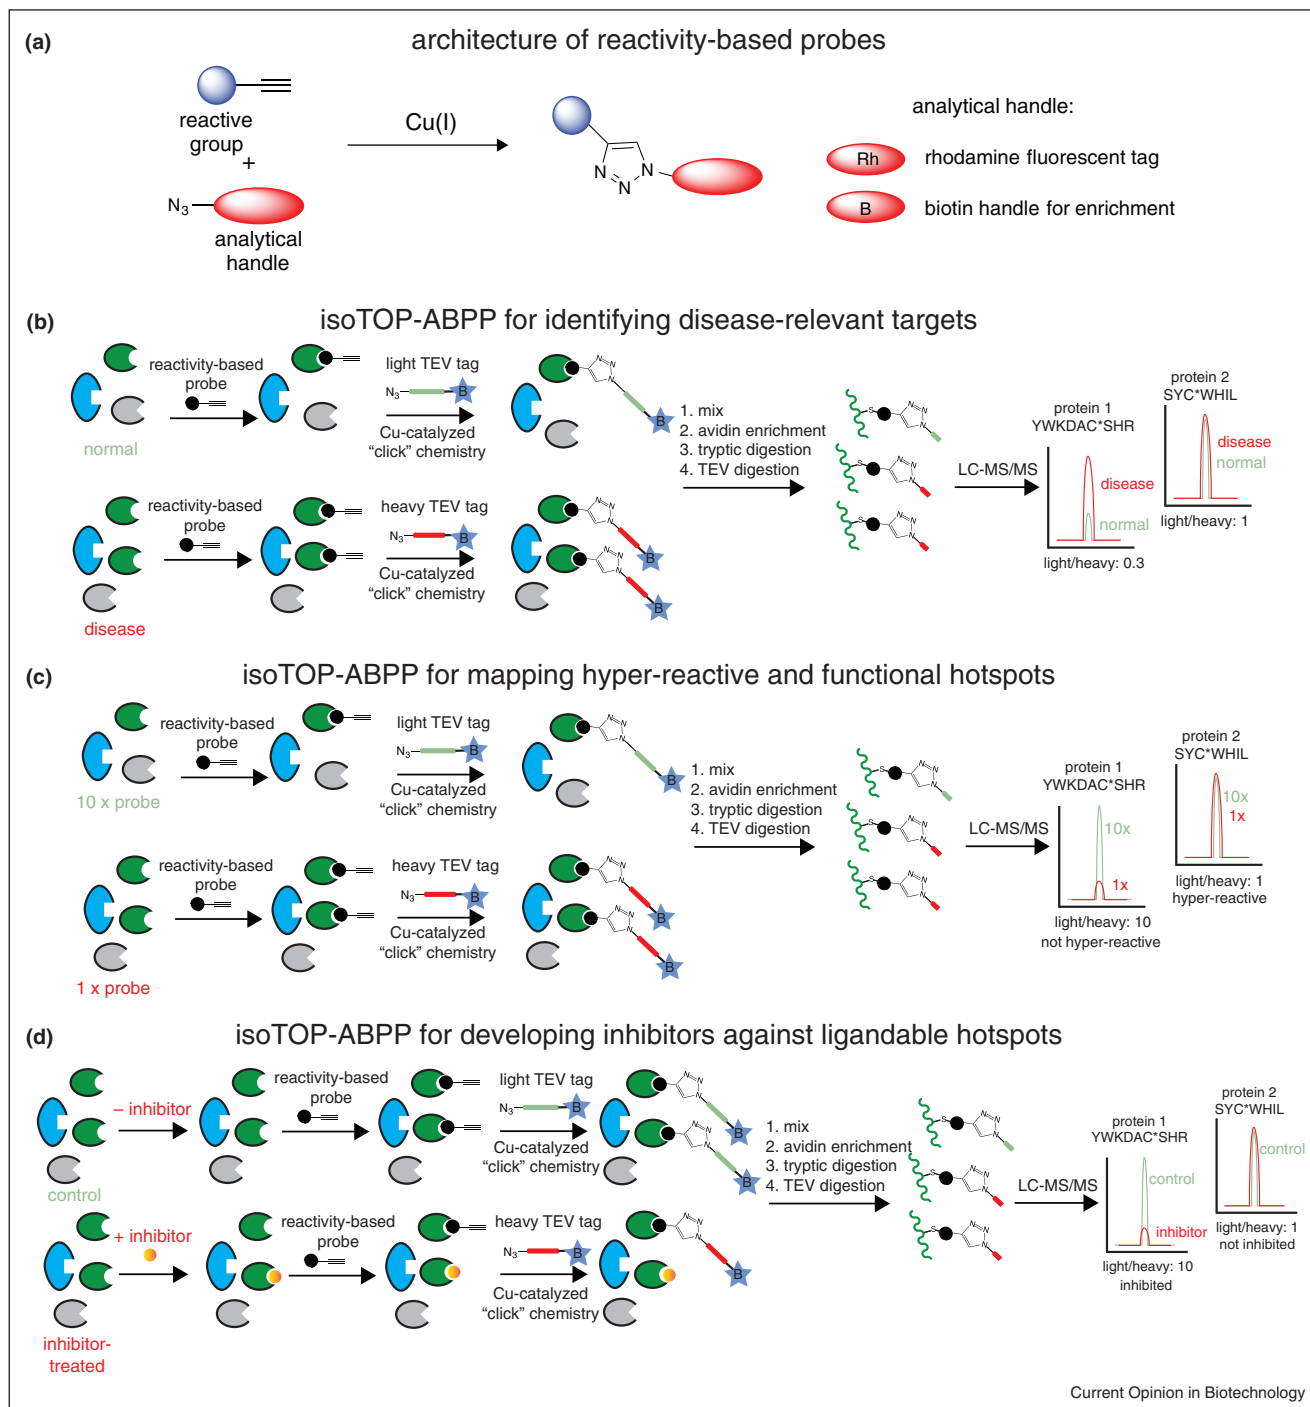 (a)
architecture of reactivity-based probes
reactive
group
+
N3
analytical
handle
Cu(I)
N
N
N
analytical handle:
Rh
rhodamine fluorescent tag
B
biotin handle for enrichment
(b)
isoTOP-ABPP for identifying disease-relevant targets
reactivity-based
probe
normal
light TEV tag
N3
B
Cu-catalyzed
"click" chemistry
N
N
N
B
reactivity-based
probe
disease
heavy TEV tag
N3
B
Cu-catalyzed
"click" chemistry
N
N
N
B
N
N
N
B
1. mix
2. avidin enrichment
3. tryptic digestion
4. TEV digestion
S
N
N
N
S
N
N
N
S
N
N
N
LC-MS/MS
protein 1
YWKDAC*SHR
disease
normal
light/heavy: 0.3
protein 2
SYC*WHIL
disease
normal
light/heavy: 1
(c)
isoTOP-ABPP for mapping hyper-reactive and functional hotspots
reactivity-based
probe
10 x probe
light TEV tag
N3
B
Cu-catalyzed
"click" chemistry
N
N
N
B
reactivity-based
probe
1 x probe
heavy TEV tag
N3
B
Cu-catalyzed
"click" chemistry
N
N
N
B
N
N
N
B
1. mix
2. avidin enrichment
3. tryptic digestion
4. TEV digestion
S
N
N
N
S
N
N
N
S
N
N
N
LC-MS/MS
protein 1
YWKDAC*SHR
10x
1x
light/heavy: 10
not hyper-reactive
protein 2
SYC*WHIL
10x
1x
light/heavy: 1
hyper-reactive
(d)
isoTOP-ABPP for developing inhibitors against ligandable hotspots
– inhibitor
control
reactivity-based
probe
light TEV tag
N3
B
Cu-catalyzed
"click" chemistry
N
N
N
B
N
N
N
B
+ inhibitor
inhibitor-
treated
reactivity-based
probe
heavy TEV tag
N3
B
Cu-catalyzed
"click" chemistry
N
N
N
B
1. mix
2. avidin enrichment
3. tryptic digestion
4. TEV digestion
S
N
N
N
S
N
N
N
S
N
N
N
LC-MS/MS
protein 1
YWKDAC*SHR
control
inhibitor
light/heavy: 10
inhibited
protein 2
SYC*WHIL
control
light/heavy: 1
not inhibited
Current Opinion in Biotechnology